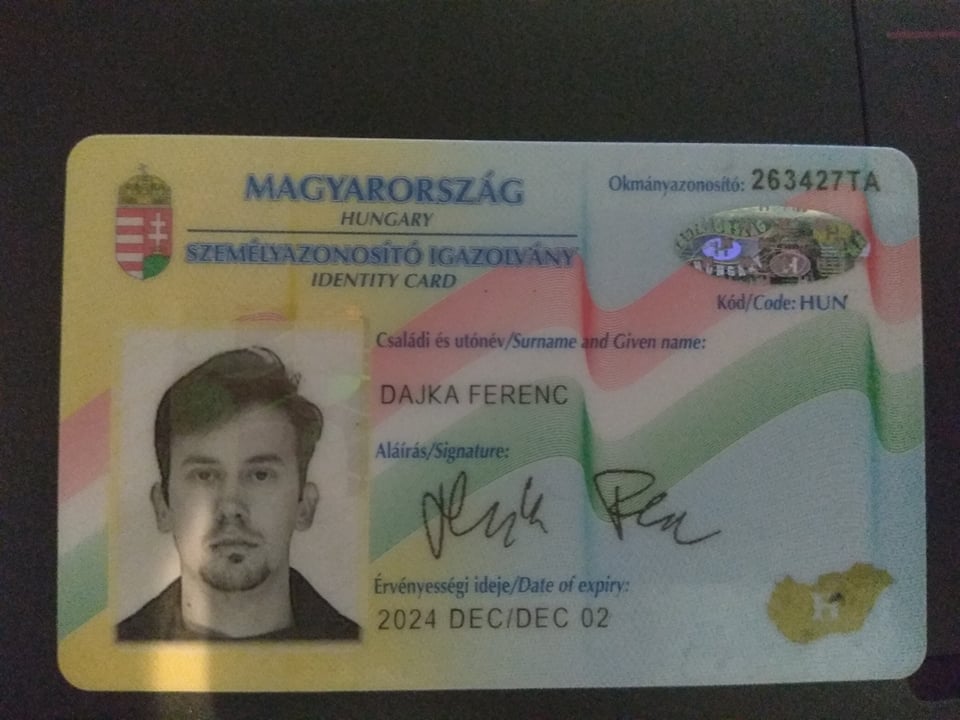 MAGYARORSZÁG
HUNGARY
SZEMÉLYAZONOSÍTÓ IGAZOLVÁNY
IDENTITY CARD
Okmányazonosító: 263427TA
Kód/Code: HUN
Családi és utónév/Surname and Given name:
DAJKA FERENC
Aláírás/Signature:
Érvényességi ideje/Date of expiry:
2024 DEC/DEC 02